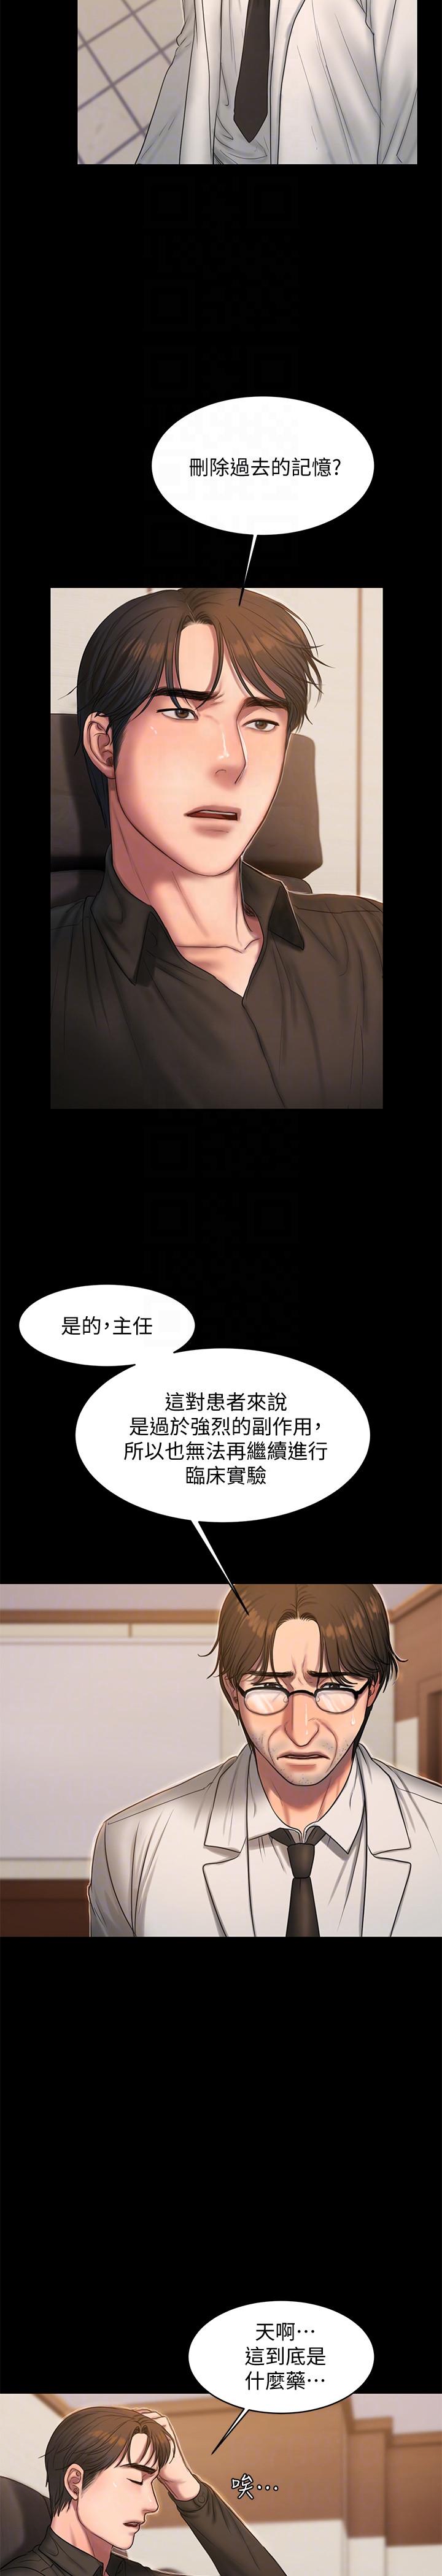 刪除過去的記憶?
是的，主任
這對患者來說
是過於強烈的副作用，
所以也無法再繼續進行
臨床實驗
天啊⋯
這到底是
什麼藥⋯
唉⋯